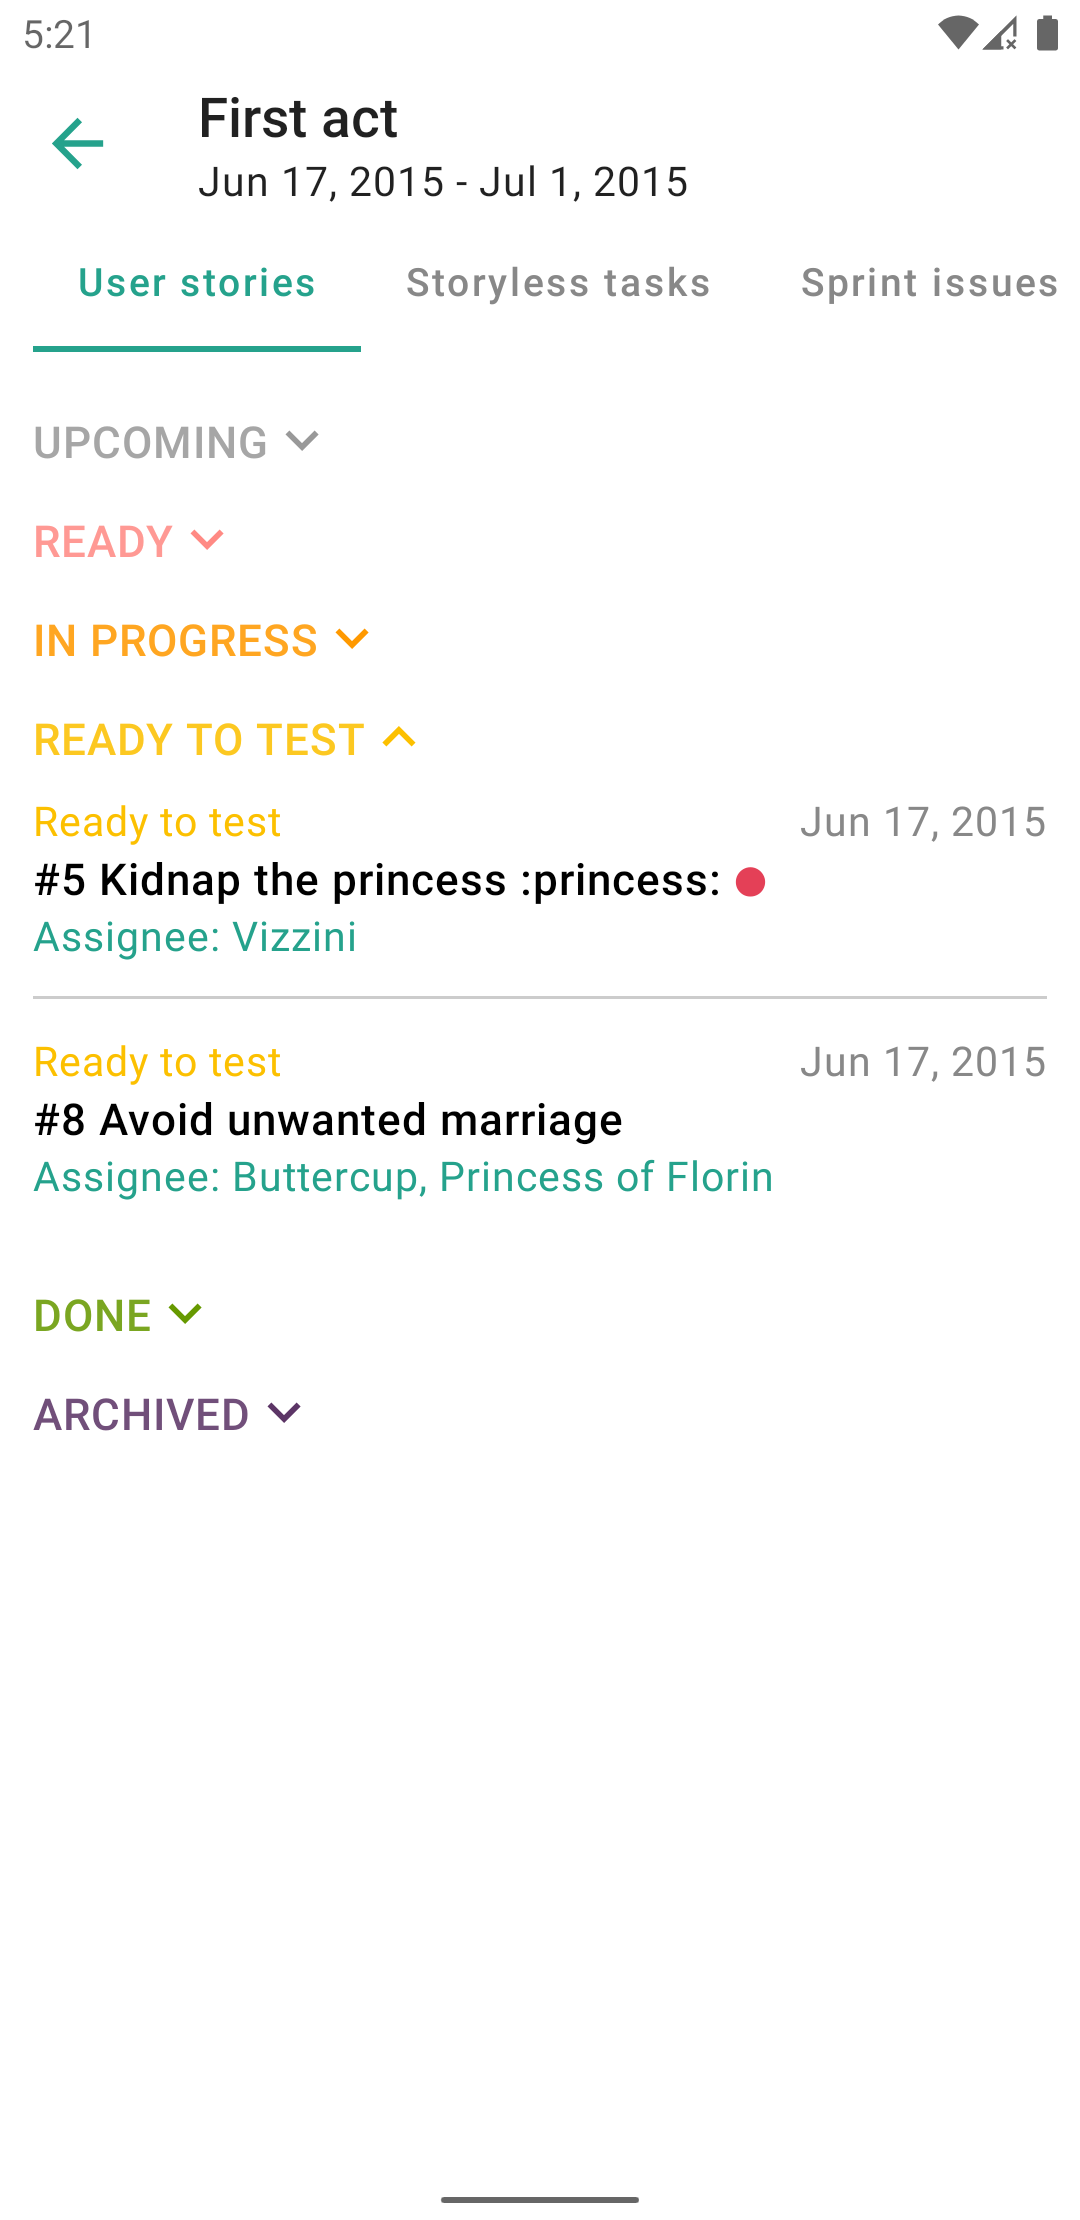 5:21
First act
Jun 17, 2015 - Jul 1, 2015
User stories Storyless tasks Sprint issues
UPCOMING
READY
IN PROGRESS
READY TO TEST
Ready to test Jun 17, 2015
#5 Kidnap the princess :princess:
Assignee: Vizzini
Ready to test Jun 17, 2015
#8 Avoid unwanted marriage
Assignee: Buttercup, Princess of Florin
DONE
ARCHIVED